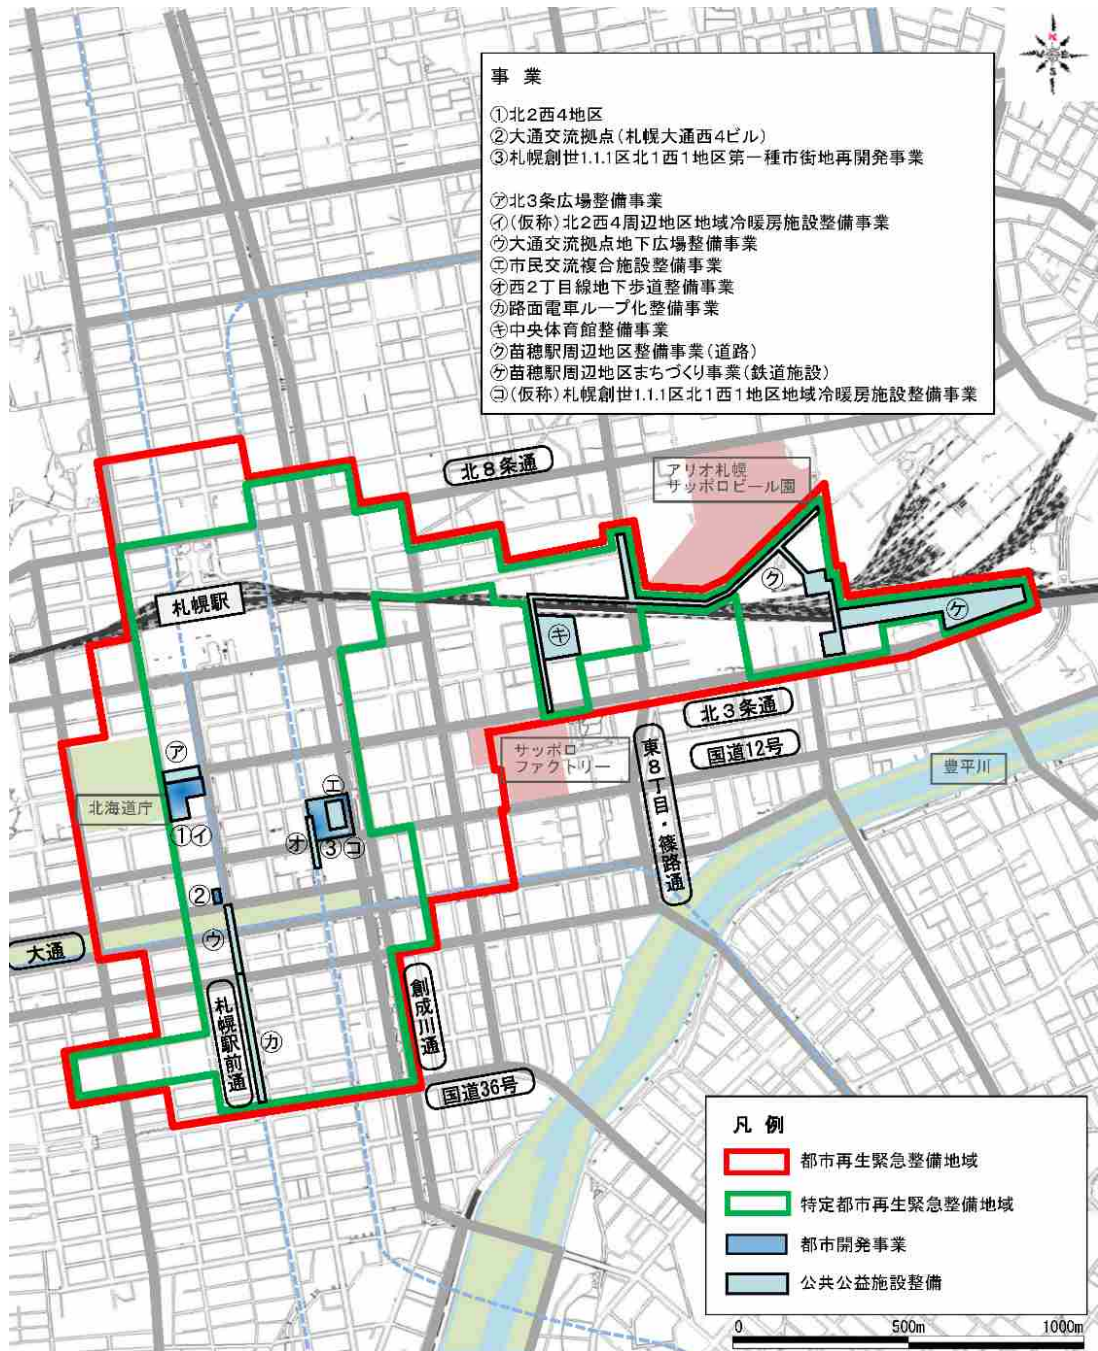 事 業
①北2西4地区
②大通交流拠点(札幌大通西4ビル)
③札幌創世1.1.1区北1西1地区第一種市街地再開発事業
㋐北3条広場整備事業
㋑(仮称)北2西4周辺地区地域冷暖房施設整備事業
㋒大通交流拠点地下広場整備事業
㋓市民交流複合施設整備事業
㋔西2丁目線地下歩道整備事業
㋕路面電車ループ化整備事業
㋖中央体育館整備事業
㋗苗穂駅周辺地区整備事業(道路)
㋘苗穂駅周辺地区まちづくり事業(鉄道施設)
㋙(仮称)札幌創世1.1.1区北1西1地区地域冷暖房施設整備事業
北8条通
アリオ札幌
サッポロビール園
札幌駅
㋗
㋘
㋖
北3条通
国道12号
サッポロ
ファクトリー
東8丁目・篠路通
豊平川
㋐
北海道庁
①㋑
㋓
㋔
③㋙
②
㋒
大通
札幌駅前通
㋕
創成川通
国道36号
凡 例
都市再生緊急整備地域
特定都市再生緊急整備地域
都市開発事業
公共公益施設整備
0 500m 1000m
S